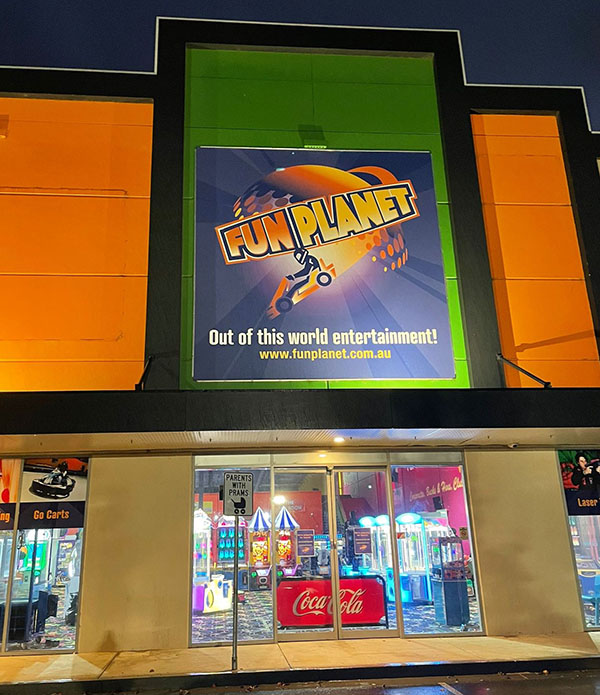 FUN PLANET
Out of this world entertainment!
www.funplanet.com.au
PARENTS
WITH
PRAMS
ng
Go Carts
Laser
Coca-Cola